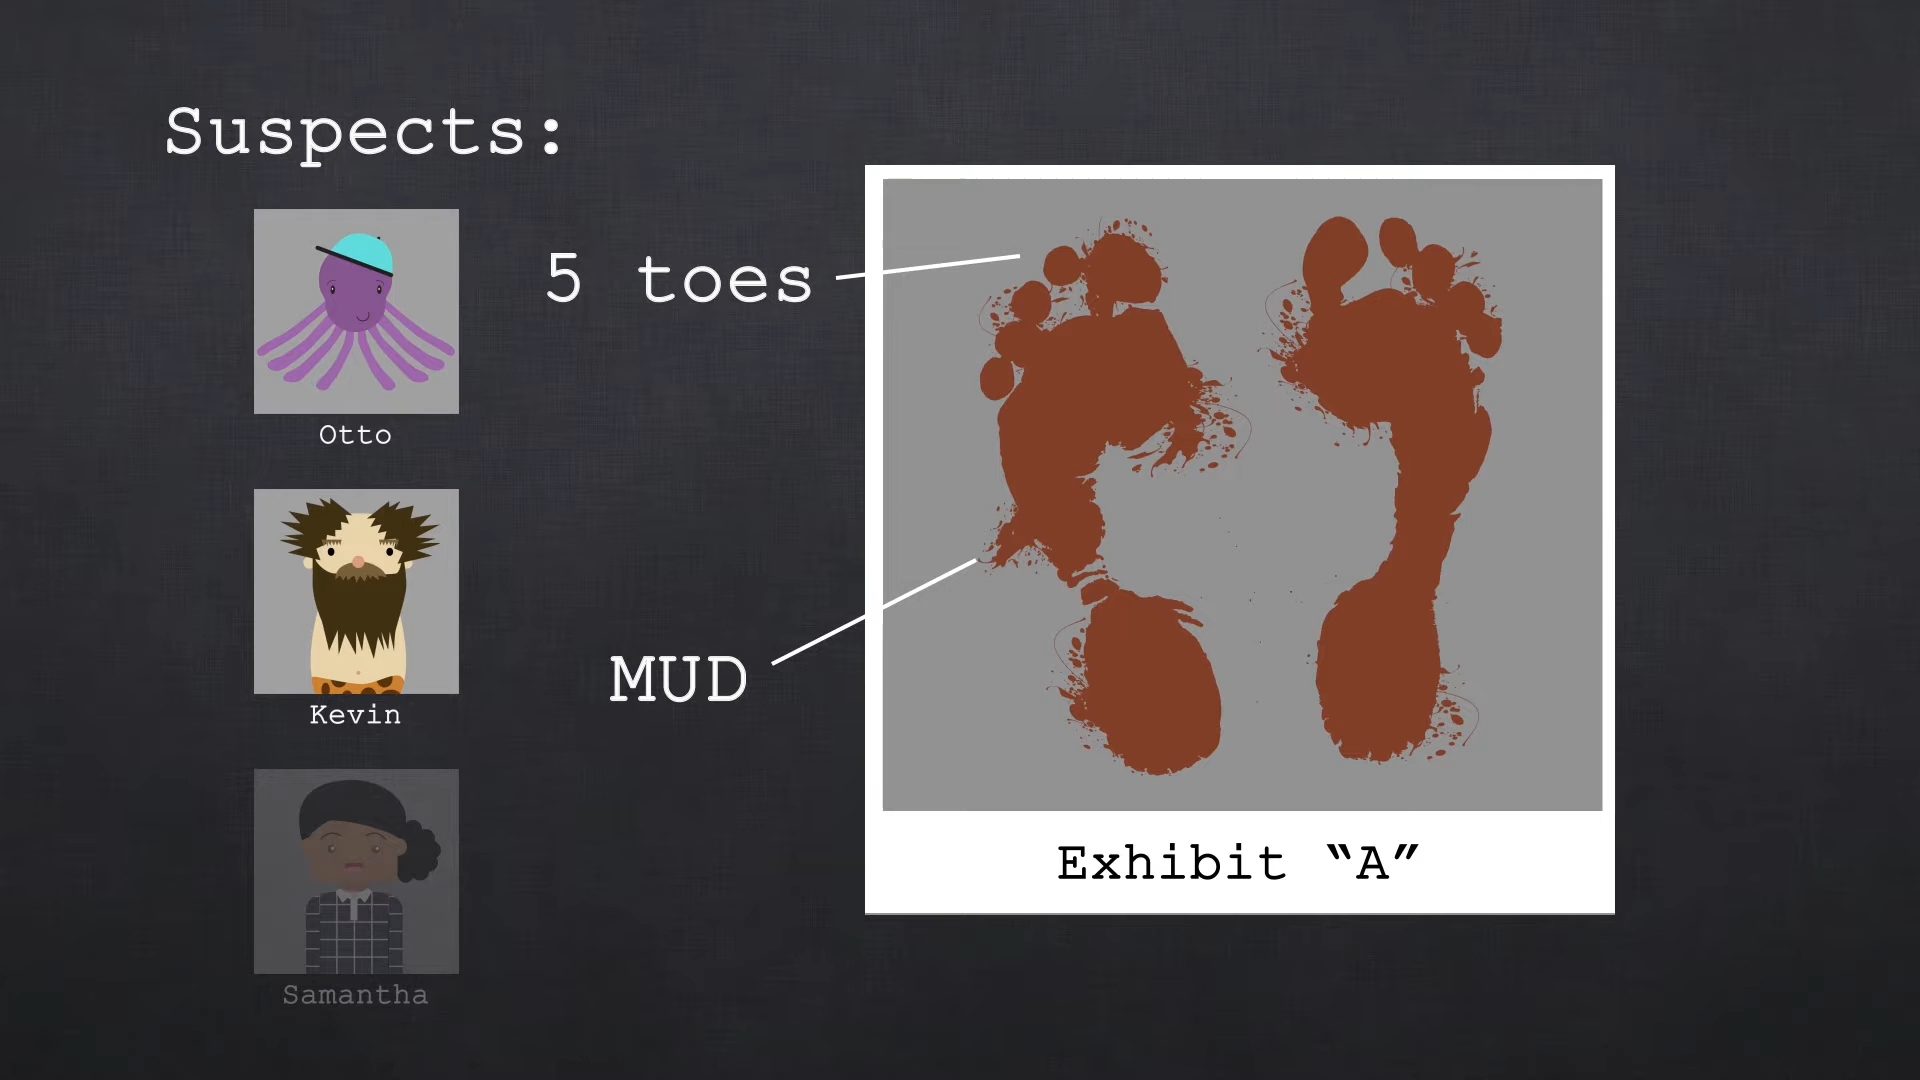 Suspects:
Otto
Kevin
Samantha
5 toes
MUD
Exhibit “A”